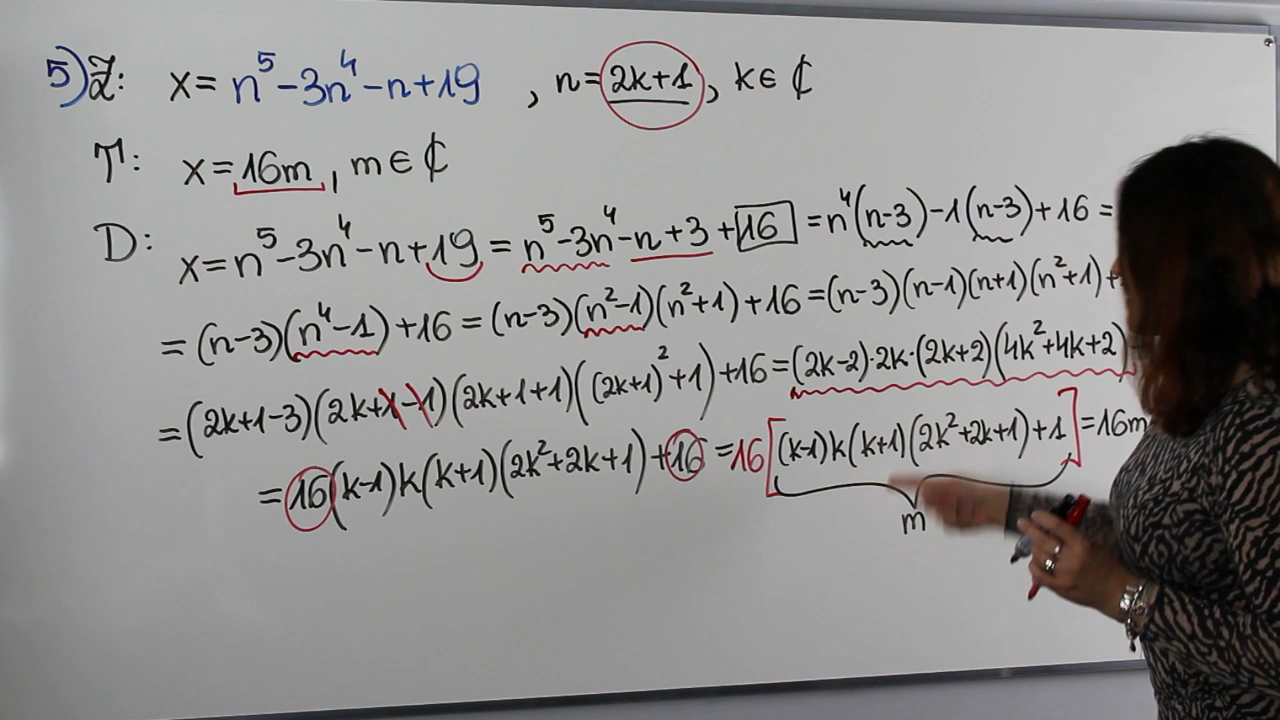 5) Z: x = n⁵-3n⁴-n+19 , n = 2k+1, k∈ℂ
T: x = 16m, m∈ℂ
D: x = n⁵-3n⁴-n+19 = n⁵-3n⁴-n+3+16 = n⁴(n-3)-1(n-3)+16 =
= (n-3)(n⁴-1)+16 = (n-3)(n²-1)(n²+1)+16 = (n-3)(n-1)(n+1)(n²+1)+
= (2k+1-3)(2k+1-1)(2k+1+1)((2k+1)²+1)+16 = (2k-2)·2k·(2k+2)(4k²+4k+2)
= 16(k-1)k(k+1)(2k²+2k+1)+16 = 16[(k-1)k(k+1)(2k²+2k+1)+1] = 16m
m